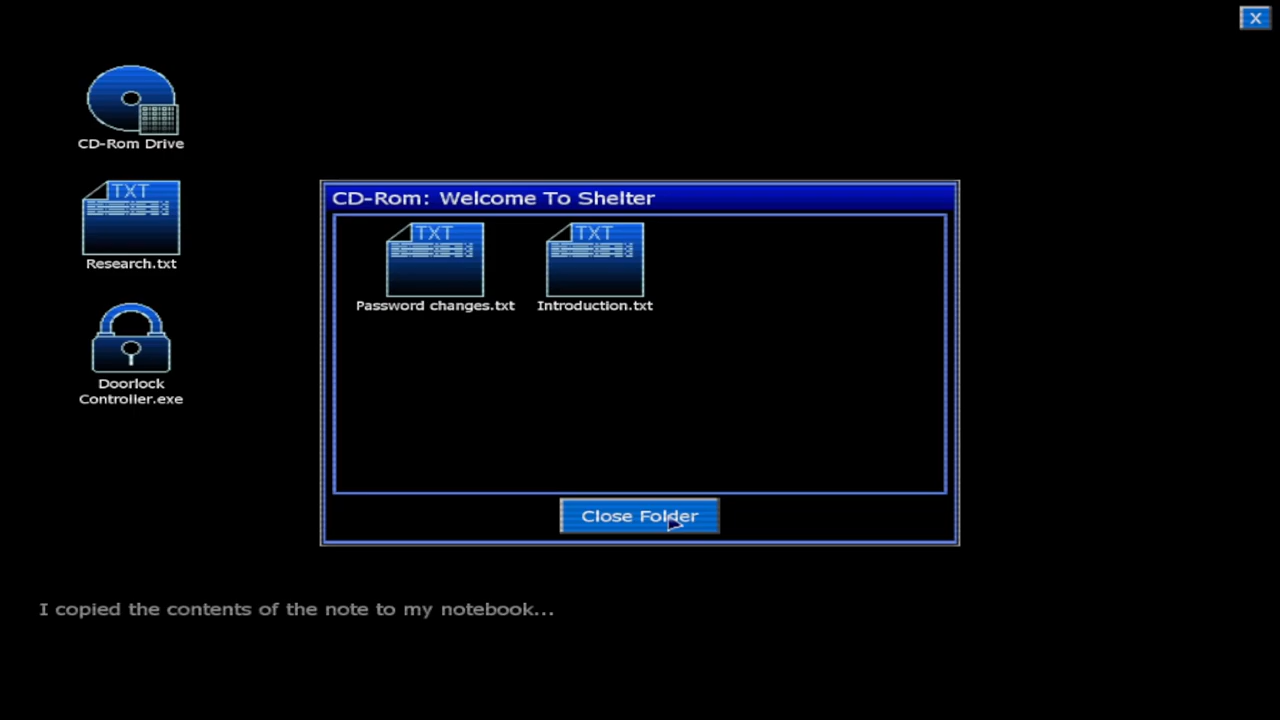 X
CD-Rom Drive
TXT
Research.txt
Doorlock
Controller.exe
CD-Rom: Welcome To Shelter
TXT
Password changes.txt
TXT
Introduction.txt
Close Folder
I copied the contents of the note to my notebook...